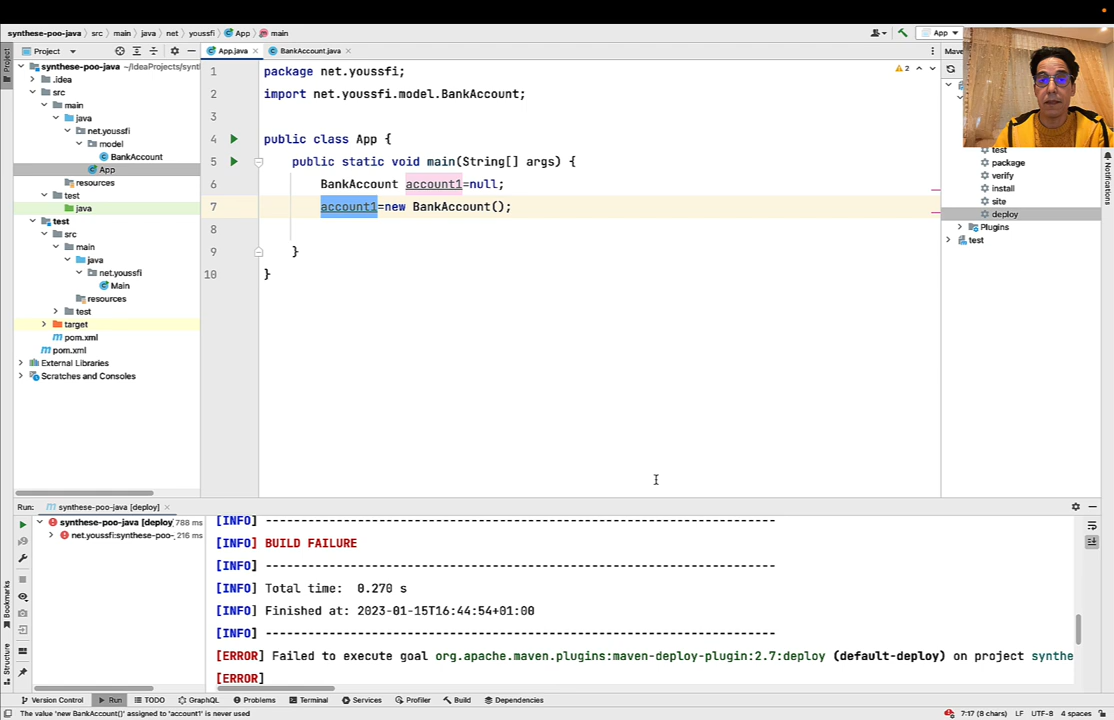 synthese-poo-java › src › main › java › net › youssfi › App › main
App
Project
App.java
BankAccount.java
Mave
Project
synthese-poo-java ~/IdeaProjects/synt
.idea
src
main
java
net.youssfi
model
BankAccount
App
resources
test
java
test
src
main
java
net.youssfi
Main
resources
test
target
pom.xml
pom.xml
External Libraries
Scratches and Consoles
1 package net.youssfi;
2 import net.youssfi.model.BankAccount;
3
4 public class App {
5 public static void main(String[] args) {
6 BankAccount account1=null;
7 account1=new BankAccount();
8
9 }
10 }
2
test
package
verify
install
site
deploy
Plugins
test
Notifications
Run: synthese-poo-java [deploy]
synthese-poo-java [deploy] 788 ms
net.youssfi:synthese-poo- 216 ms
[INFO] ------------------------------------------------------------------------
[INFO] BUILD FAILURE
[INFO] ------------------------------------------------------------------------
[INFO] Total time: 0.270 s
[INFO] Finished at: 2023-01-15T16:44:54+01:00
[INFO] ------------------------------------------------------------------------
[ERROR] Failed to execute goal org.apache.maven.plugins:maven-deploy-plugin:2.7:deploy (default-deploy) on project synthe
[ERROR]
Bookmarks
Structure
Version Control Run TODO GraphQL Problems Terminal Services Profiler Build Dependencies
The value 'new BankAccount()' assigned to 'account1' is never used
7:17 (8 chars) LF UTF-8 4 spaces